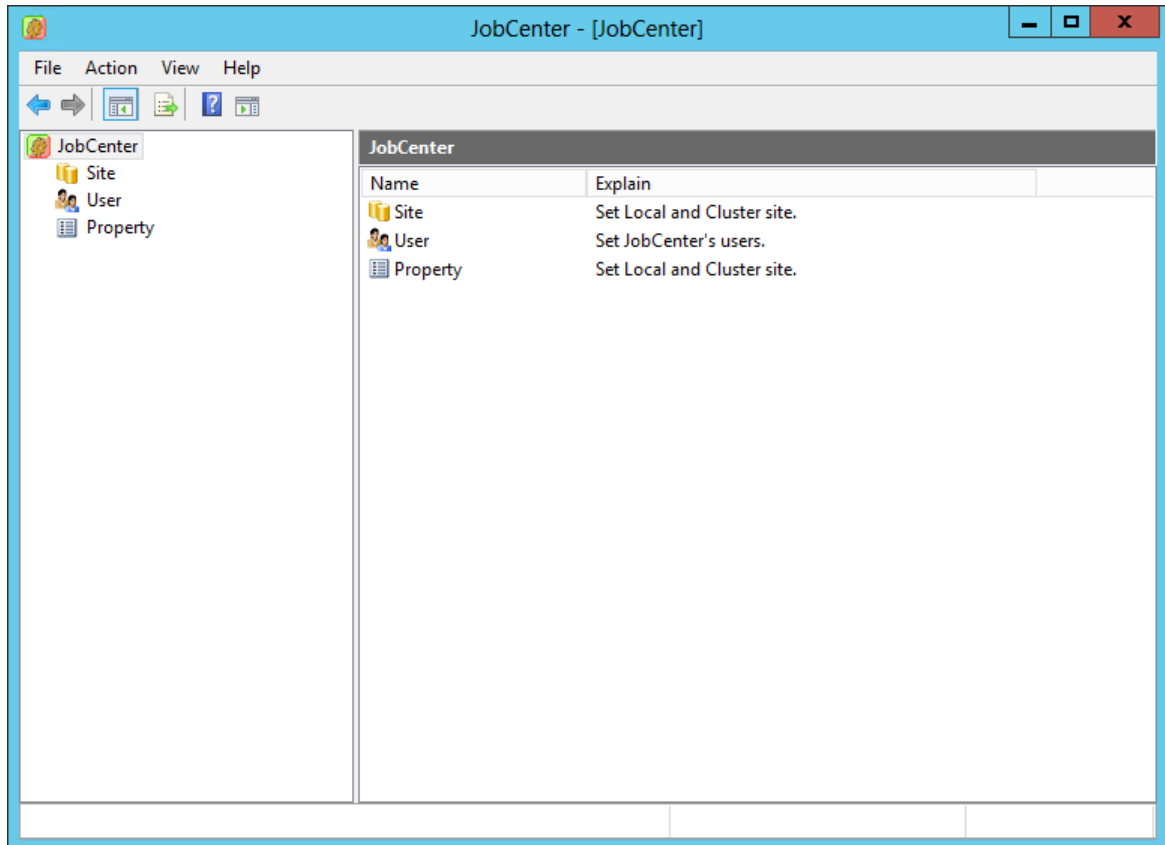 JobCenter - [JobCenter]
File Action View Help
JobCenter
Site
User
Property
JobCenter
Name Explain
Site Set Local and Cluster site.
User Set JobCenter's users.
Property Set Local and Cluster site.